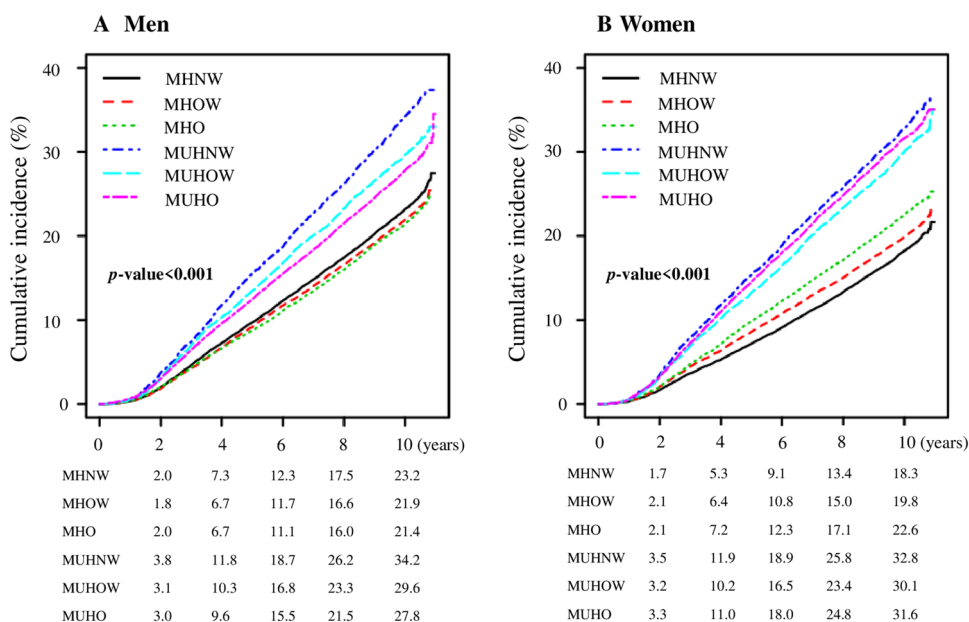 A Men
Cumulative incidence (%)
40
30
20
10
0
MHNW
MHOW
MHO
MUHNW
MUHOW
MUHO
p-value<0.001
0 2 4 6 8 10 (years)
MHNW 2.0 7.3 12.3 17.5 23.2
MHOW 1.8 6.7 11.7 16.6 21.9
MHO 2.0 6.7 11.1 16.0 21.4
MUHNW 3.8 11.8 18.7 26.2 34.2
MUHOW 3.1 10.3 16.8 23.3 29.6
MUHO 3.0 9.6 15.5 21.5 27.8
B Women
Cumulative incidence (%)
40
30
20
10
0
MHNW
MHOW
MHO
MUHNW
MUHOW
MUHO
p-value<0.001
0 2 4 6 8 10 (years)
MHNW 1.7 5.3 9.1 13.4 18.3
MHOW 2.1 6.4 10.8 15.0 19.8
MHO 2.1 7.2 12.3 17.1 22.6
MUHNW 3.5 11.9 18.9 25.8 32.8
MUHOW 3.2 10.2 16.5 23.4 30.1
MUHO 3.3 11.0 18.0 24.8 31.6